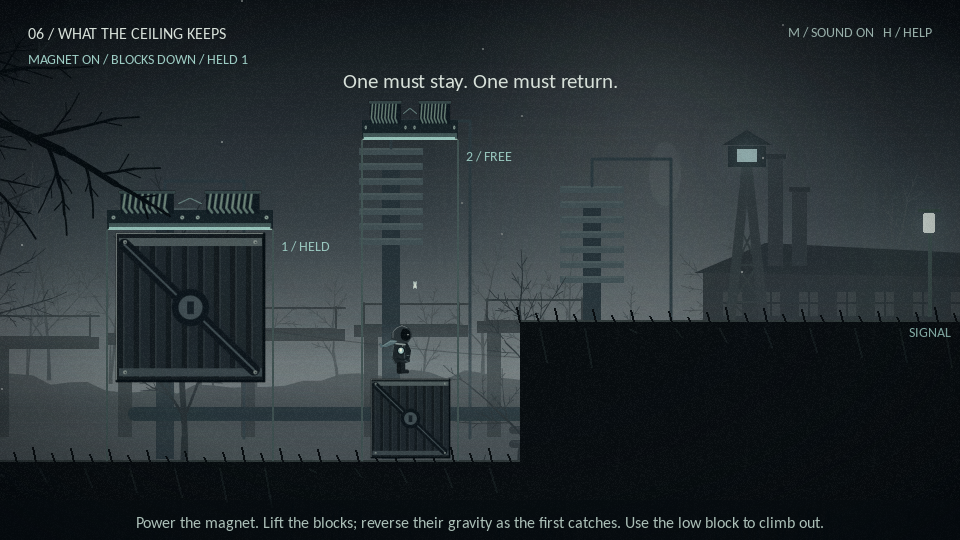 06 / WHAT THE CEILING KEEPS
M / SOUND ON H / HELP
MAGNET ON / BLOCKS DOWN / HELD 1
One must stay. One must return.
2 / FREE
1 / HELD
SIGNAL
Power the magnet. Lift the blocks; reverse their gravity as the first catches. Use the low block to climb out.